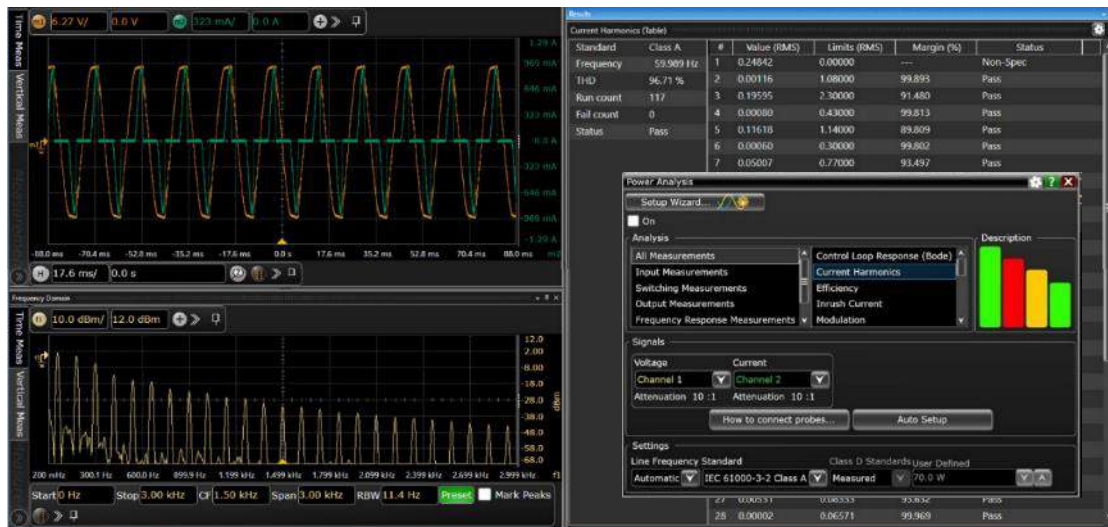 Time Meas
Vertical Meas
6.27 V/ 0.0 V 323 mA/ 0.0 A
1.29 A
969 mA
646 mA
323 mA
0.0 A
-323 mA
-646 mA
-969 mA
-1.29 A
-88.0 ms -70.4 ms -52.8 ms -35.2 ms -17.6 ms 0.0 s 17.6 ms 35.2 ms 52.8 ms 70.4 ms 88.0 ms
H 17.6 ms/ 0.0 s
Frequency Domain
Time Meas
Vertical Meas
10.0 dBm/ 12.0 dBm
12.0
2.00
-8.00
-18.0
-28.0
dBm
-38.0
-48.0
-58.0
-68.0
200 mHz 300.1 Hz 600.0 Hz 899.9 Hz 1.199 kHz 1.499 kHz 1.799 kHz 2.099 kHz 2.399 kHz 2.699 kHz 2.999 kHz f1
Start 0 Hz Stop 3.00 kHz CF 1.50 kHz Span 3.00 kHz RBW 11.4 Hz Preset Mark Peaks
Results
Current Harmonics (Table)
Standard Class A
Frequency 59.989 Hz
THD 96.71 %
Run count 117
Fail count 0
Status Pass
# Value (RMS) Limits (RMS) Margin (%) Status
1 0.24842 0.00000 --- Non-Spec
2 0.00116 1.08000 99.893 Pass
3 0.19595 2.30000 91.480 Pass
4 0.00080 0.43000 99.813 Pass
5 0.11618 1.14000 89.809 Pass
6 0.00060 0.30000 99.802 Pass
7 0.05007 0.77000 93.497 Pass
Power Analysis
Setup Wizard...
On
Analysis
All Measurements
Input Measurements
Switching Measurements
Output Measurements
Frequency Response Measurements
Control Loop Response (Bode)
Current Harmonics
Efficiency
Inrush Current
Modulation
Description
Signals
Voltage Current
Channel 1 Channel 2
Attenuation 10 :1 Attenuation 10 :1
How to connect probes... Auto Setup
Settings
Line Frequency Standard Class D Standards User Defined
Automatic IEC 61000-3-2 Class A Measured 70.0 W
27 0.00531 0.08333 93.632 Pass
28 0.00002 0.06571 99.969 Pass